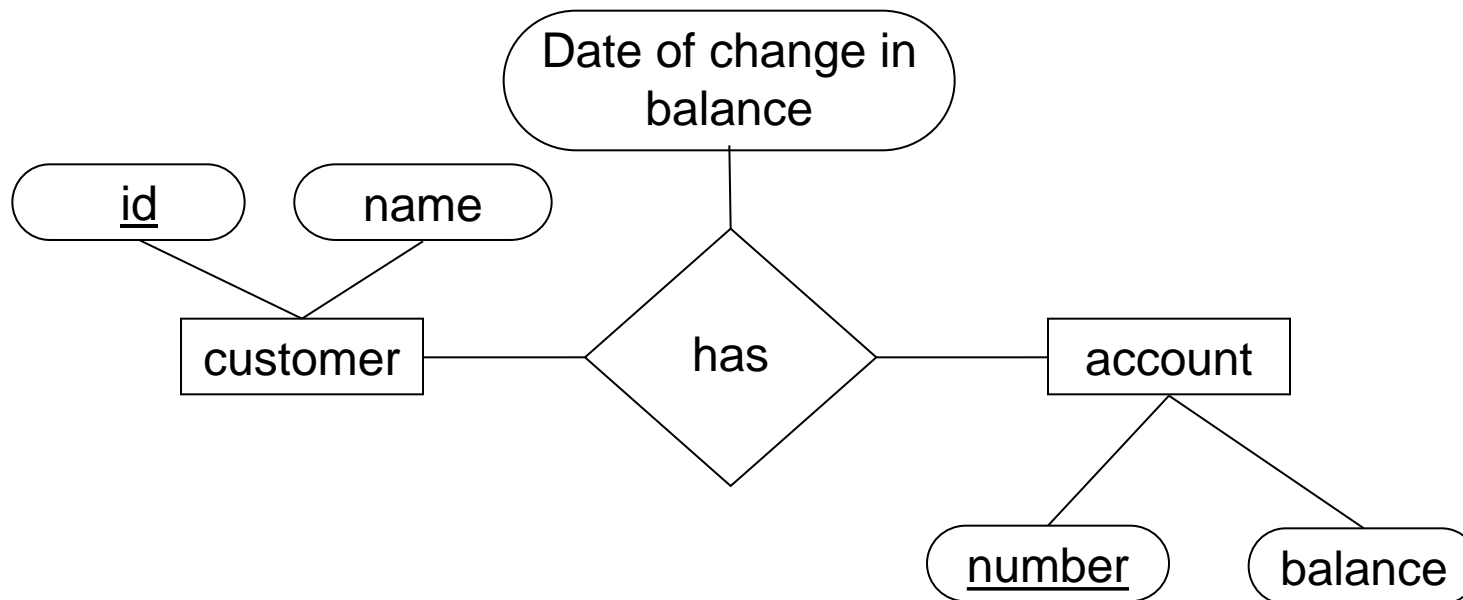 Date of change in
balance
id
name
customer
has
account
number
balance